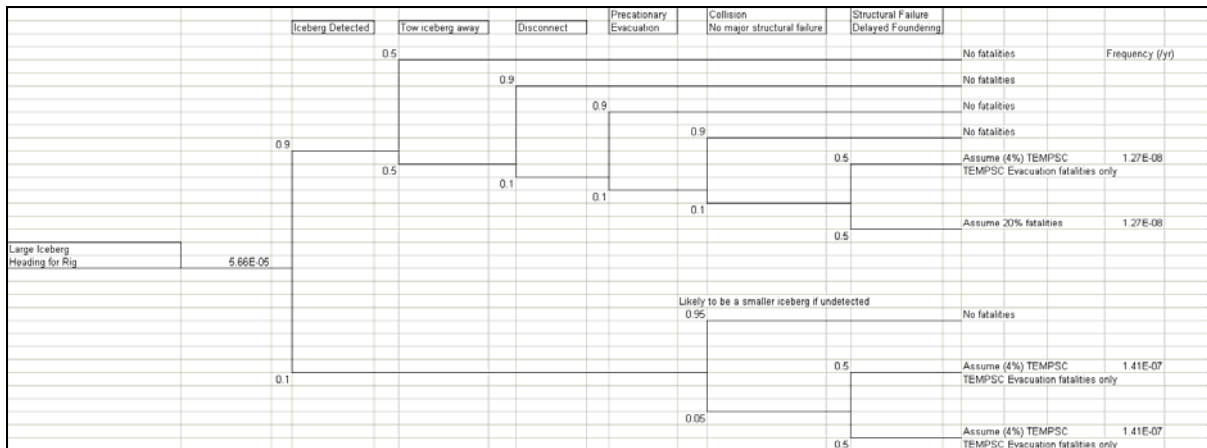 Precationary
Collision
Structural Failure
Iceberg Detected
Tow iceberg away
Disconnect
Evacuation
No major structural failure
Delayed Foundering
0.5
No fatalities
Frequency (/yr)
0.9
No fatalities
0.9
No fatalities
0.9
No fatalities
0.9
0.5
Assume (4%) TEMPSC
1.27E-08
0.5
TEMPSC Evacuation fatalities only
0.1
0.1
0.1
Assume 20% fatalities
1.27E-08
0.5
Large Iceberg
Heading for Rig
5.66E-05
Likely to be a smaller iceberg if undetected
0.95
No fatalities
0.5
Assume (4%) TEMPSC
1.41E-07
0.1
TEMPSC Evacuation fatalities only
0.05
Assume (4%) TEMPSC
1.41E-07
0.5
TEMPSC Evacuation fatalities only